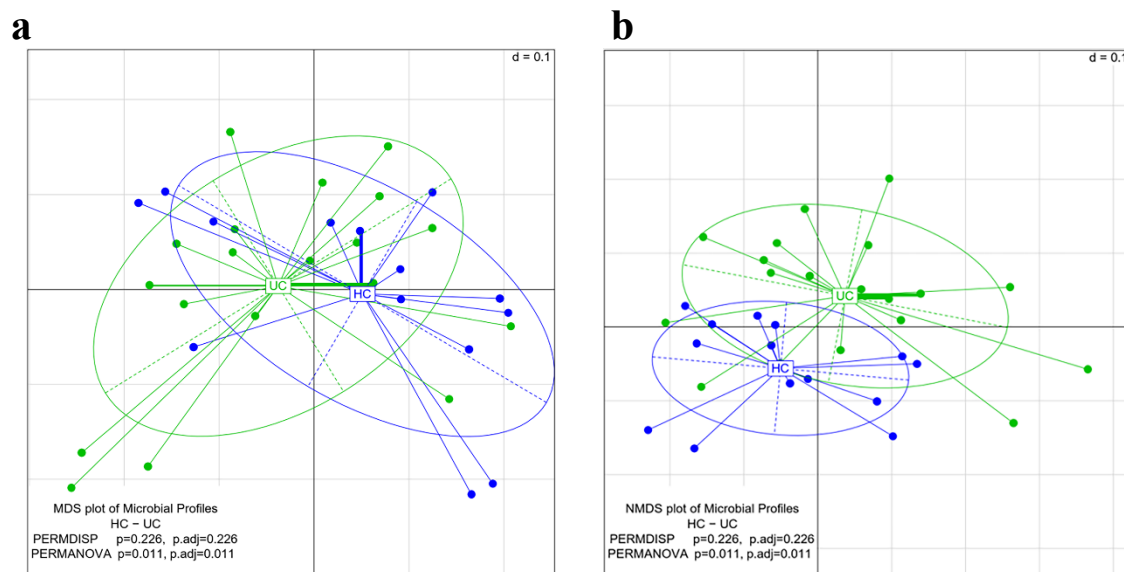 a
d = 0.1
UC
HC
MDS plot of Microbial Profiles
HC − UC
PERMDISP p=0.226, p.adj=0.226
PERMANOVA p=0.011, p.adj=0.011
b
d = 0.1
UC
HC
NMDS plot of Microbial Profiles
HC − UC
PERMDISP p=0.226, p.adj=0.226
PERMANOVA p=0.011, p.adj=0.011